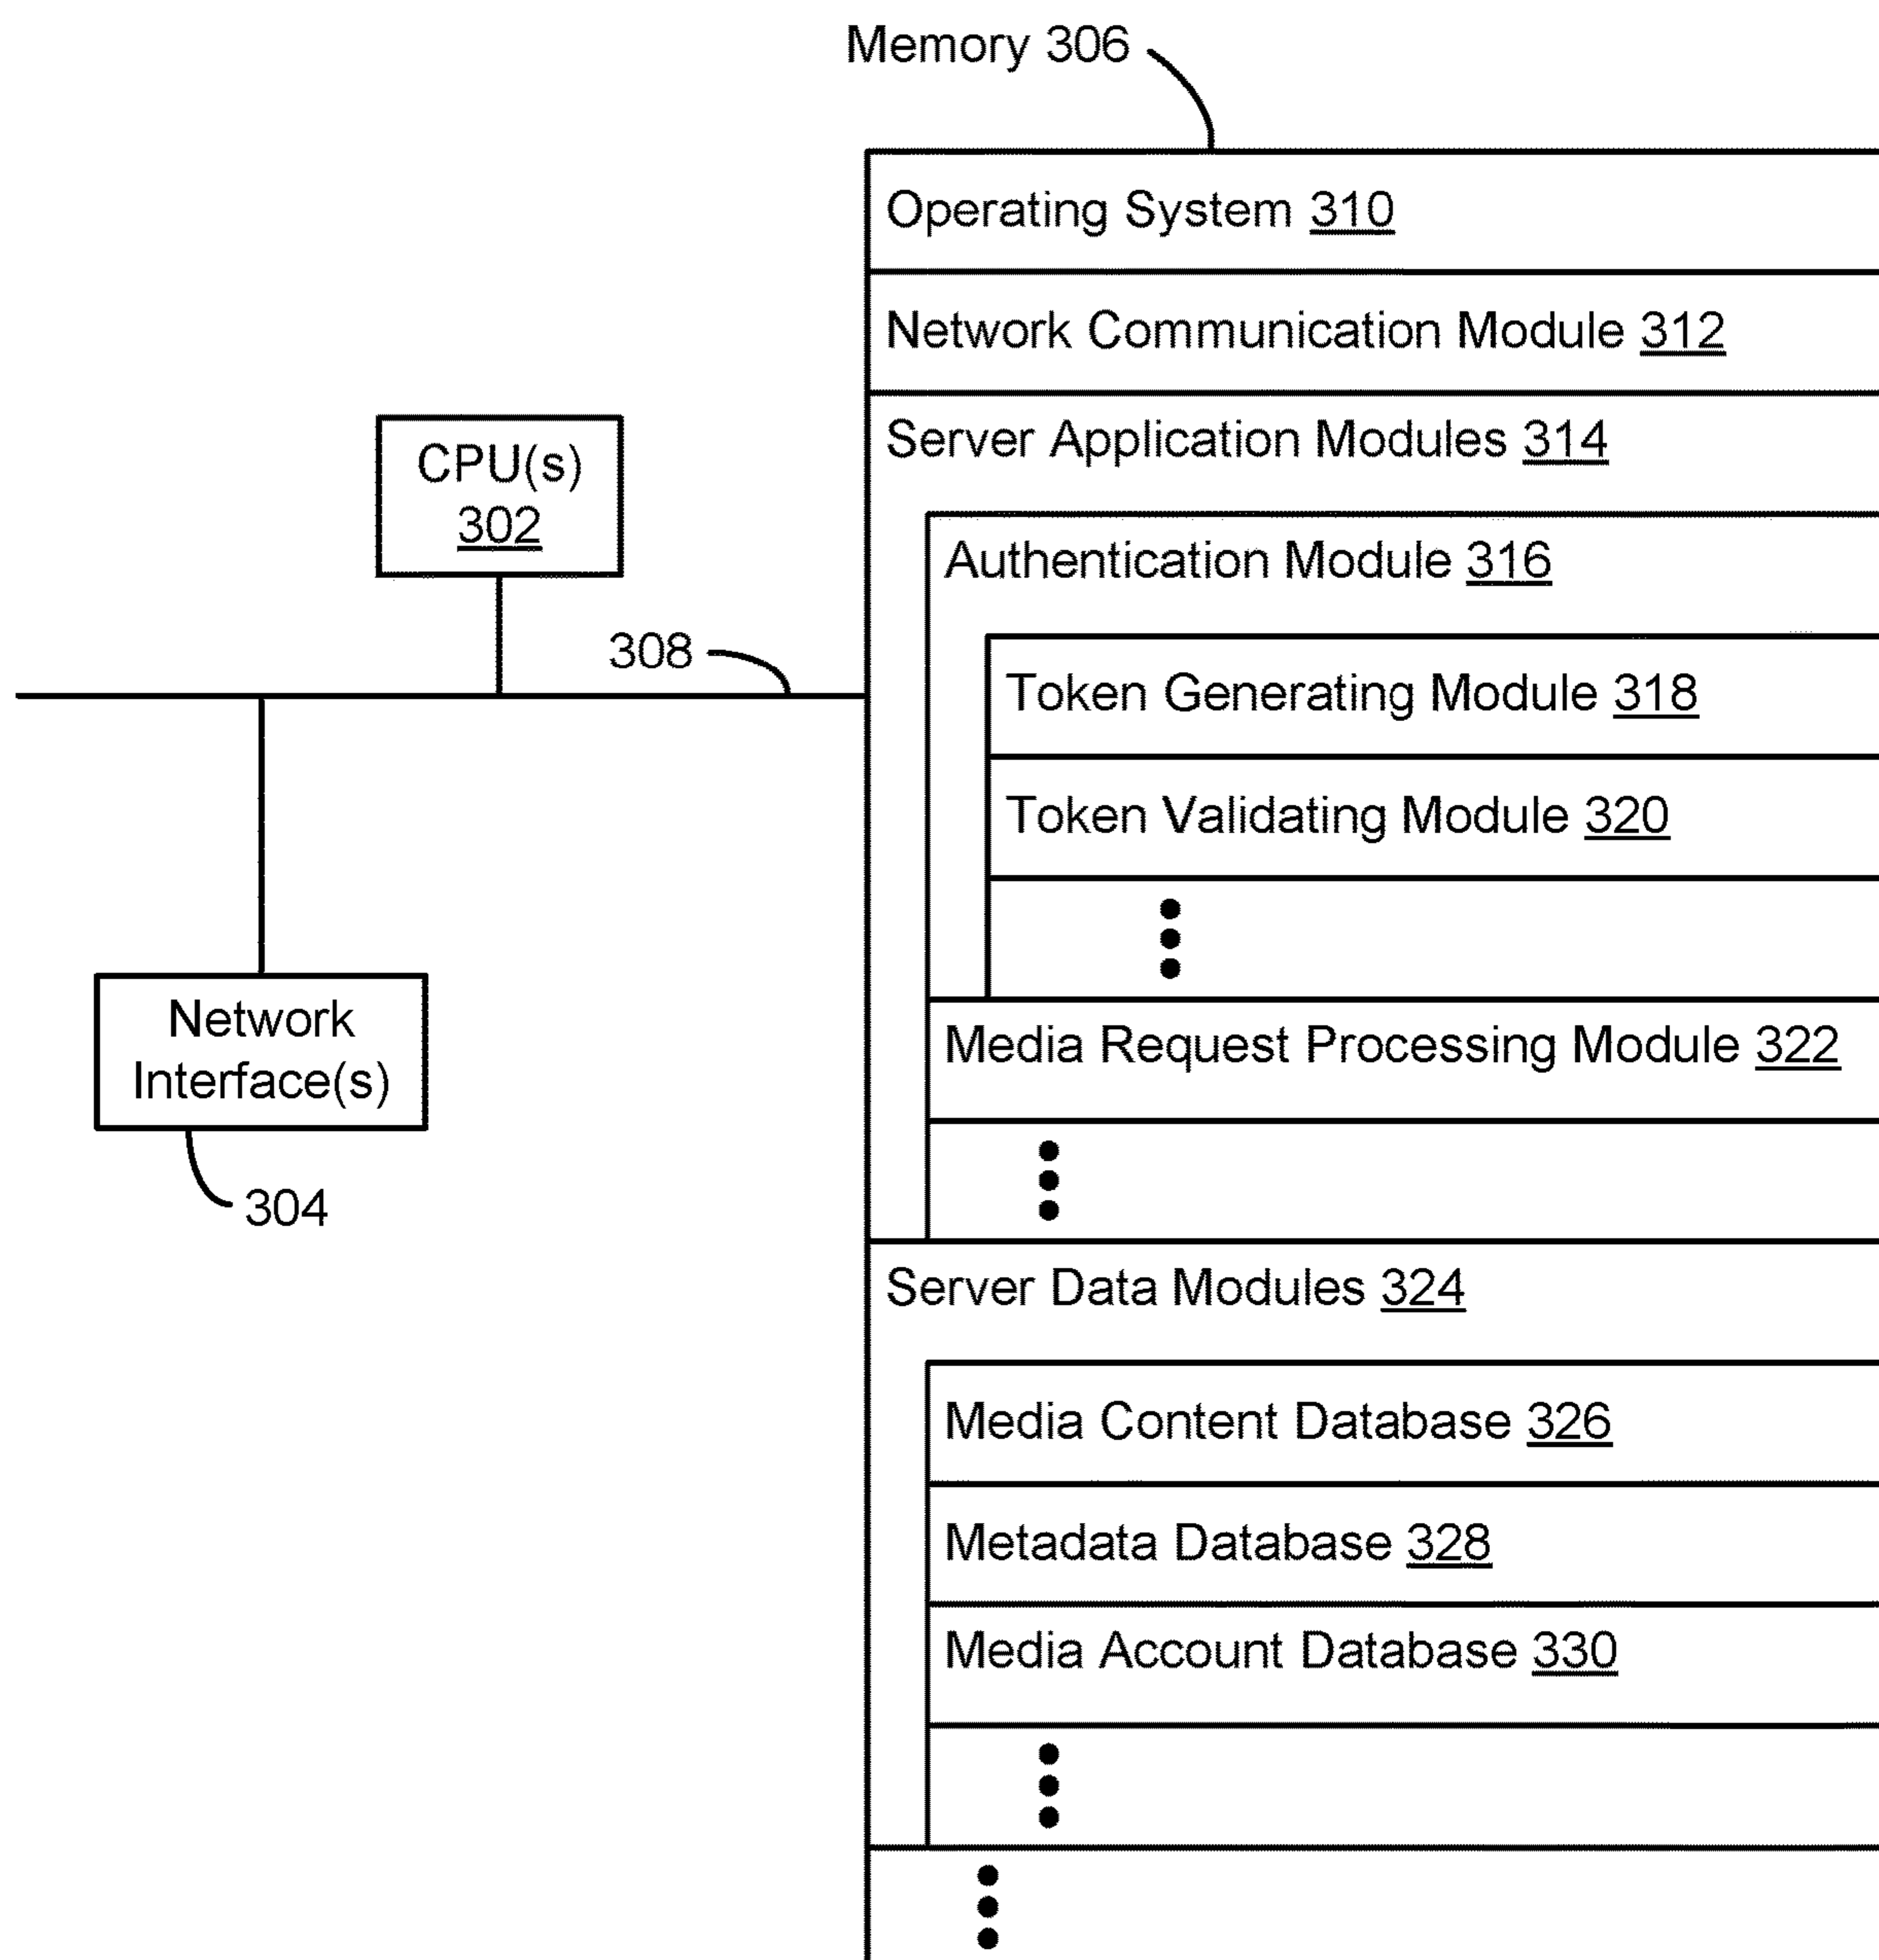 Memory 306
Operating System 310
Network Communication Module 312
Server Application Modules 314
CPU(s)
302
Authentication Module 316
308
Token Generating Module 318
Token Validating Module 320
Network
Interface(s)
304
Media Request Processing Module 322
Server Data Modules 324
Media Content Database 326
Metadata Database 328
Media Account Database 330